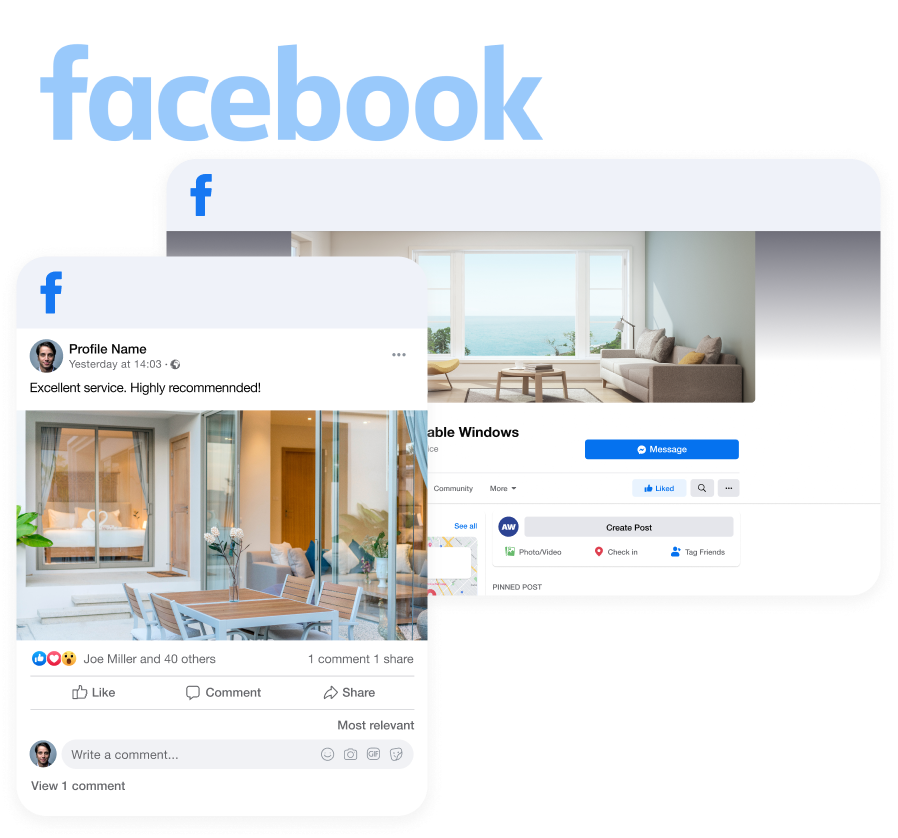 facebook
f
f
Profile Name
Yesterday at 14:03 ·
Excellent service. Highly recommennded!
Joe Miller and 40 others
1 comment 1 share
Like
Comment
Share
Most relevant
Write a comment...
GIF
View 1 comment
able Windows
ice
Message
Community
More
Liked
See all
AW
Create Post
Photo/Video
Check in
Tag Friends
PINNED POST